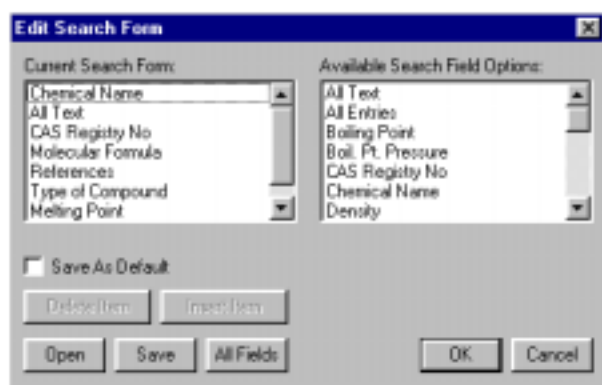 Edit Search Form
Current Search Form:
Chemical Name
All Text
CAS Registry No
Molecular Formula
References
Type of Compound
Melting Point
Available Search Field Options:
All Text
All Entries
Boiling Point
Boil. Pt. Pressure
CAS Registry No
Chemical Name
Density
Save As Default
Delete Item
Insert Item
Open
Save
All Fields
OK
Cancel